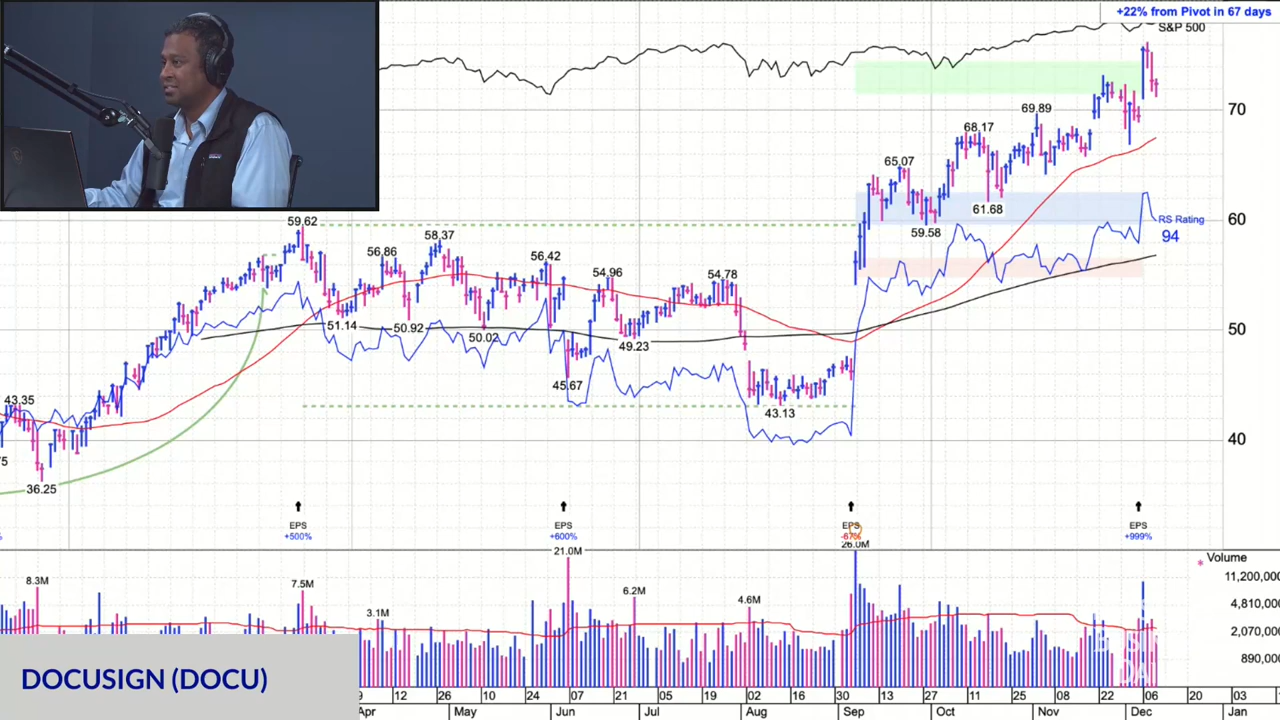 +22% from Pivot in 67 days
S&P 500
70
69.89
68.17
65.07
61.68
60
59.58
RS Rating
94
59.62
58.37
56.86
56.42
54.96
54.78
51.14
50.92
50.02
50
49.23
45.67
43.13
43.35
40
36.25
EPS
+500%
EPS
+600%
EPS
-67%
EPS
+999%
26.0M
21.0M
8.3M
7.5M
3.1M
6.2M
4.6M
Volume
11,200,000
4,810,000
2,070,000
890,000
DOCUSIGN (DOCU)
12 26 10 24 07 21 05 19 02 16 30 13 27 11 25 08 22 06 20 03
Apr May Jun Jul Aug Sep Oct Nov Dec Jan